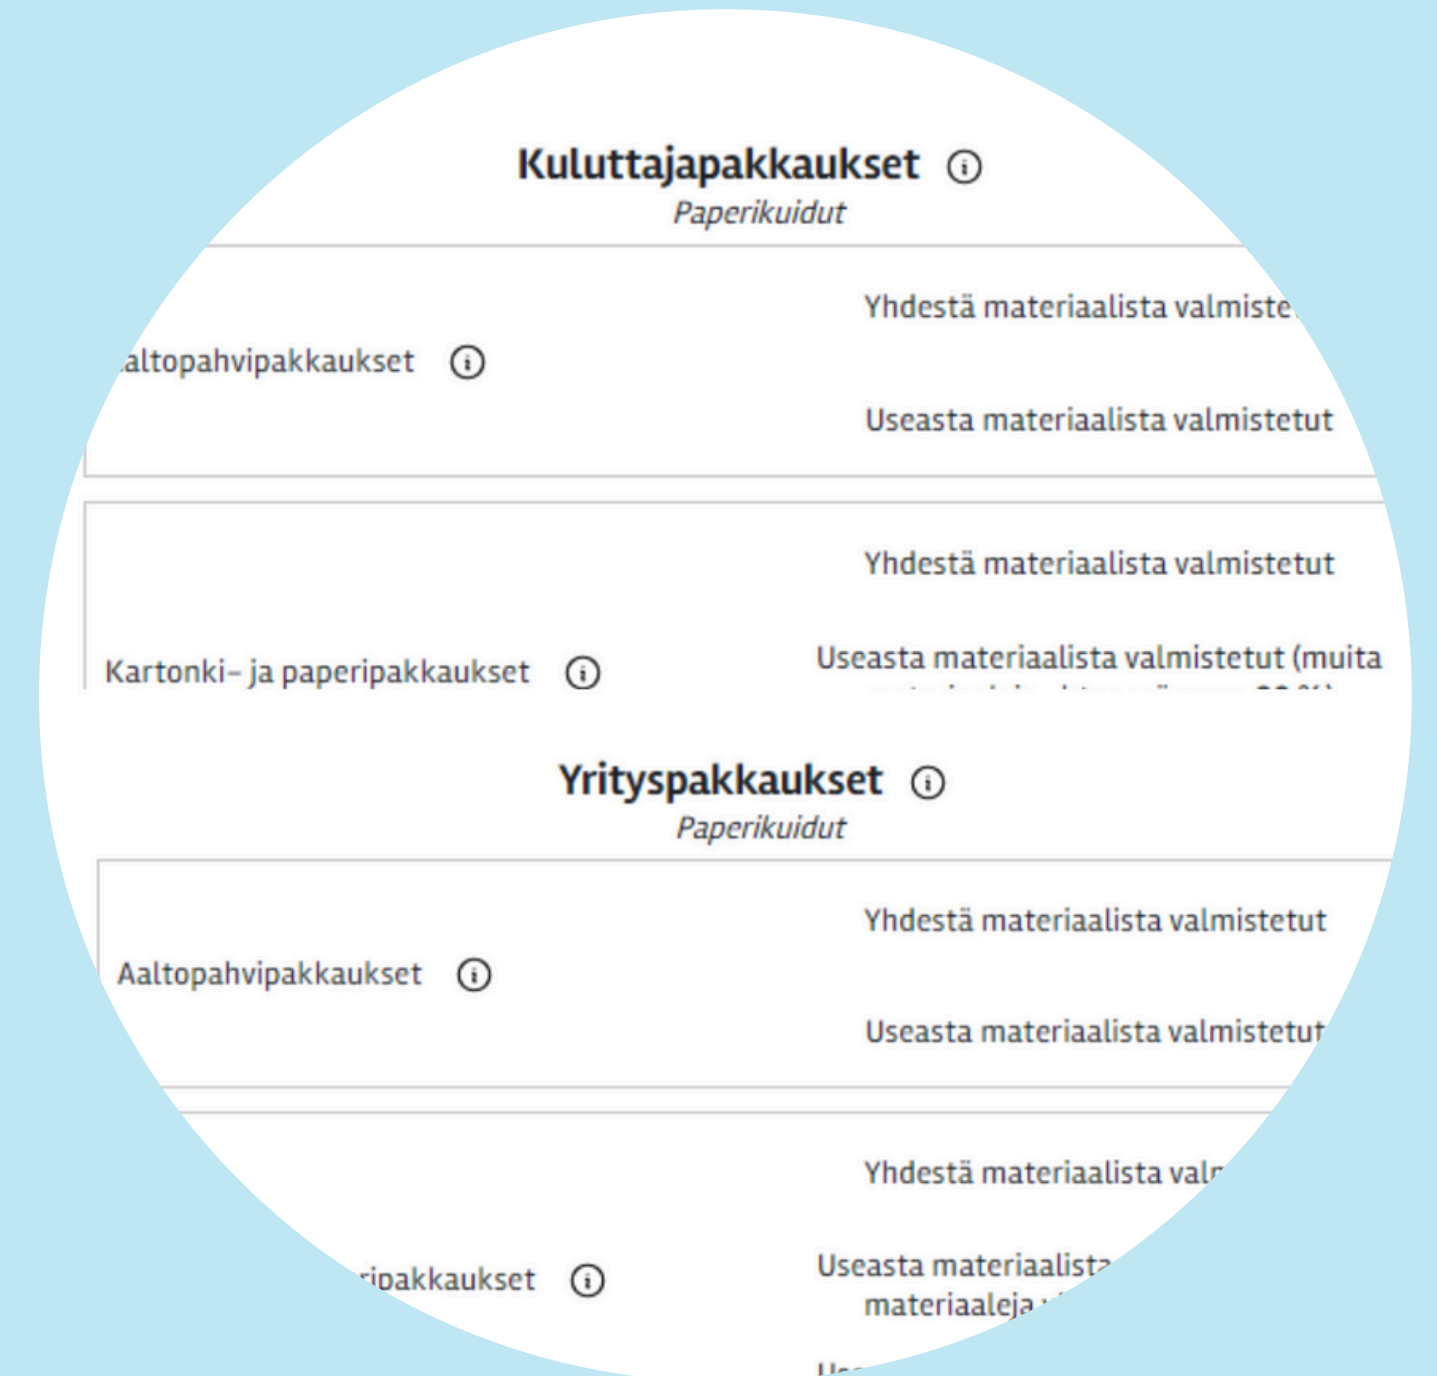 Kuluttajapakkaukset
Paperikuidut
Yhdestä materiaalista
altopahvipakkaukset
Useasta materiaalista valmistetut
Yhdestä materiaalista valmistetut
Kartonki- ja paperipakkaukset
Useasta materiaalista valmistetut (muita
Yrityspakkaukset
Paperikuidut
Yhdestä materiaalista valmistetut
Aaltopahvipakkaukset
Useasta materiaalista valmistetut
Yhdestä materiaalista
ripakkaukset
Useasta materiaalista
materiaaleja